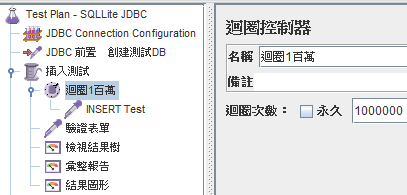 Test Plan - SQLLite JDBC
JDBC Connection Configuration
JDBC 前置　創建測試DB
插入測試
迴圈1百萬
INSERT Test
驗證表單
檢視結果樹
彙整報告
結果圖形
迴圈控制器
名稱 迴圈1百萬
備註
迴圈次數： 永久 1000000